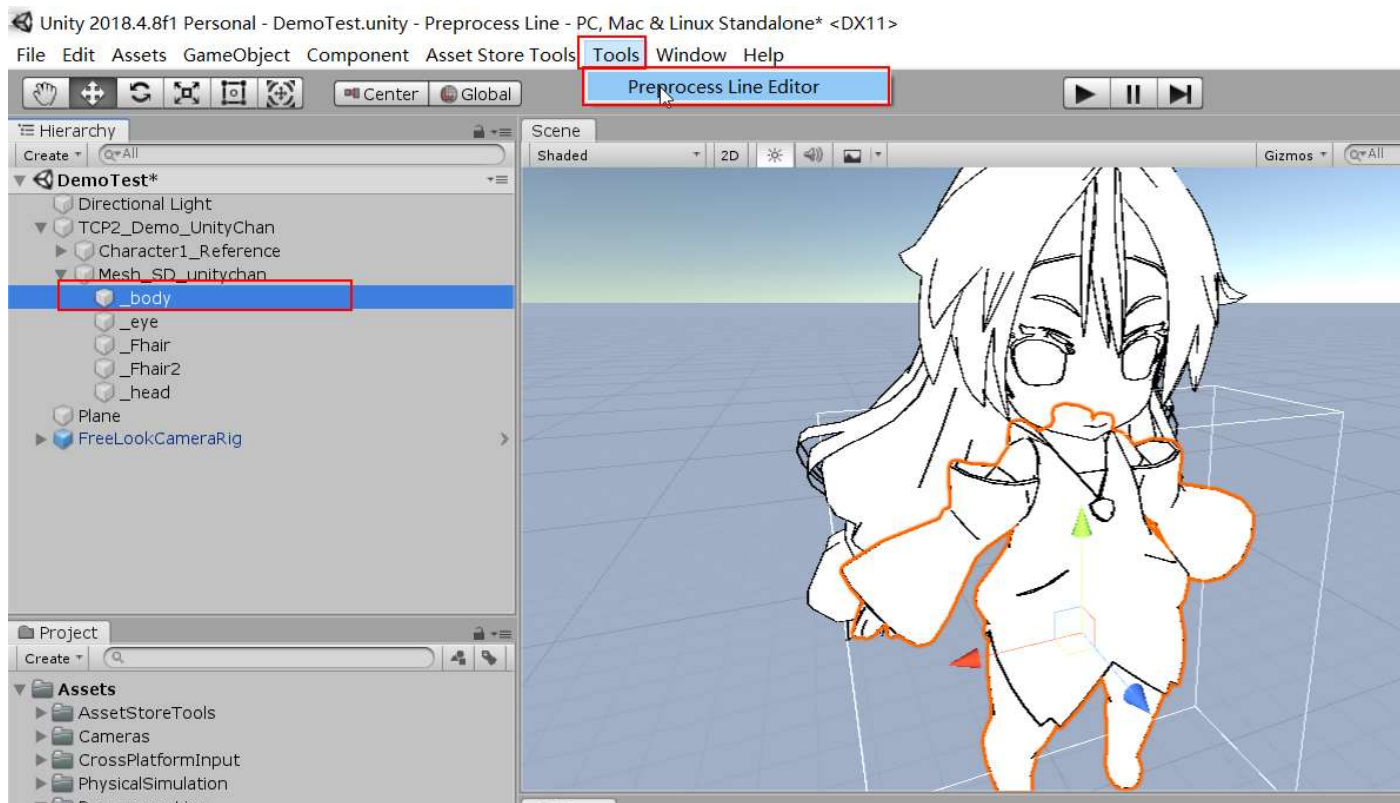 Unity 2018.4.8f1 Personal - DemoTest.unity - Preprocess Line - PC, Mac & Linux Standalone* <DX11>
File Edit Assets GameObject Component Asset Store Tools Tools Window Help
Preprocess Line Editor
Center Global
Hierarchy
Create All
DemoTest*
Directional Light
TCP2_Demo_UnityChan
Character1_Reference
Mesh_SD_unitychan
_body
_eye
_Fhair
_Fhair2
_head
Plane
FreeLookCameraRig
Scene
Shaded 2D Gizmos All
Project
Create
Assets
AssetStoreTools
Cameras
CrossPlatformInput
PhysicalSimulation